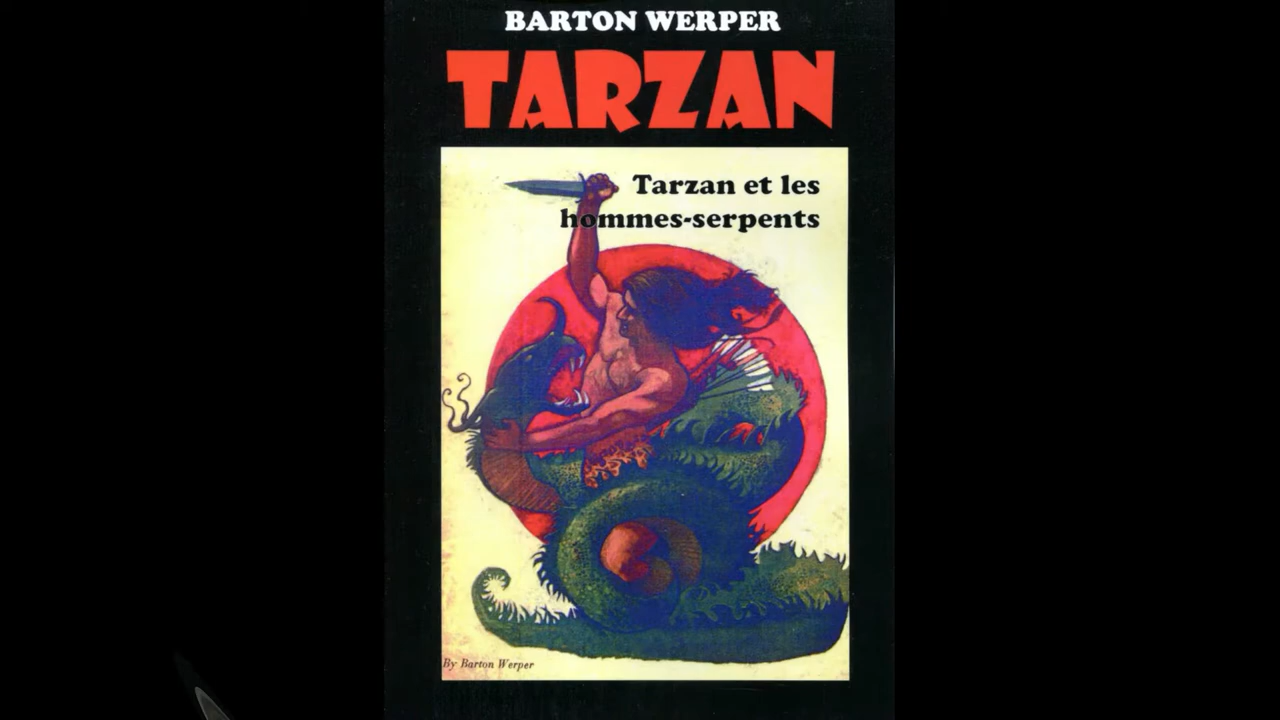 BARTON WERPER
TARZAN
Tarzan et les
hommes-serpents
By Barton Werper